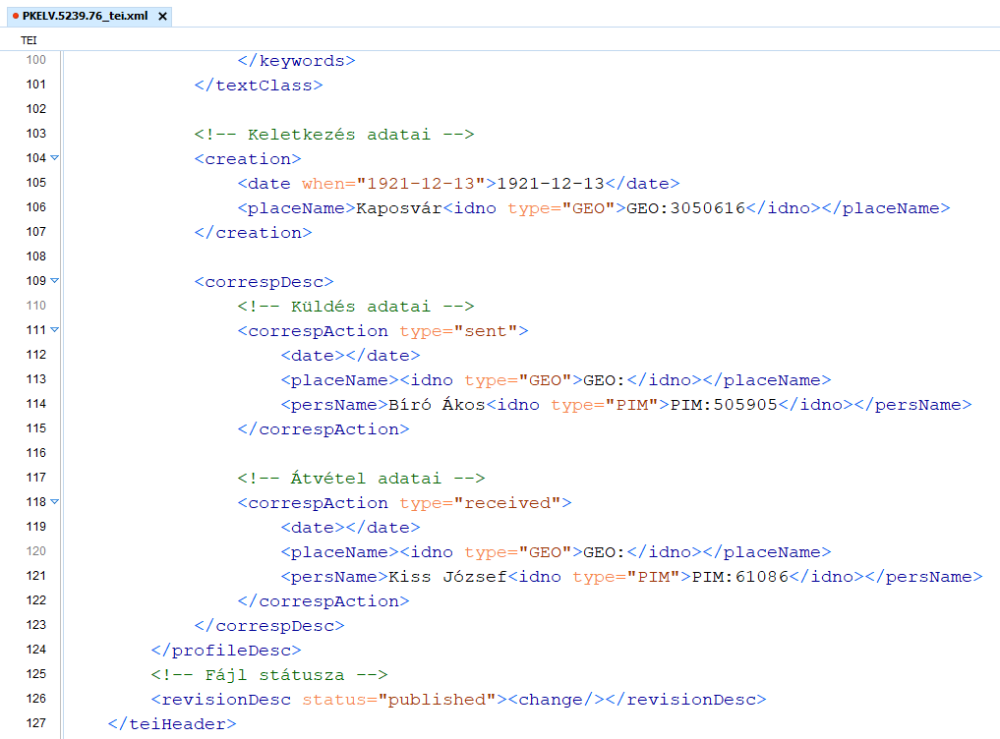 PKELV.5239.76_tei.xml
TEI
100 </keywords>
101 </textClass>
102
103 <!-- Keletkezés adatai -->
104 <creation>
105 <date when="1921-12-13">1921-12-13</date>
106 <placeName>Kaposvár<idno type="GEO">GEO:3050616</idno></placeName>
107 </creation>
108
109 <correspDesc>
110 <!-- Küldés adatai -->
111 <correspAction type="sent">
112 <date></date>
113 <placeName><idno type="GEO">GEO:</idno></placeName>
114 <persName>Bíró Ákos<idno type="PIM">PIM:505905</idno></persName>
115 </correspAction>
116
117 <!-- Átvétel adatai -->
118 <correspAction type="received">
119 <date></date>
120 <placeName><idno type="GEO">GEO:</idno></placeName>
121 <persName>Kiss József<idno type="PIM">PIM:61086</idno></persName>
122 </correspAction>
123 </correspDesc>
124 </profileDesc>
125 <!-- Fájl státusza -->
126 <revisionDesc status="published"><change/></revisionDesc>
127 </teiHeader>